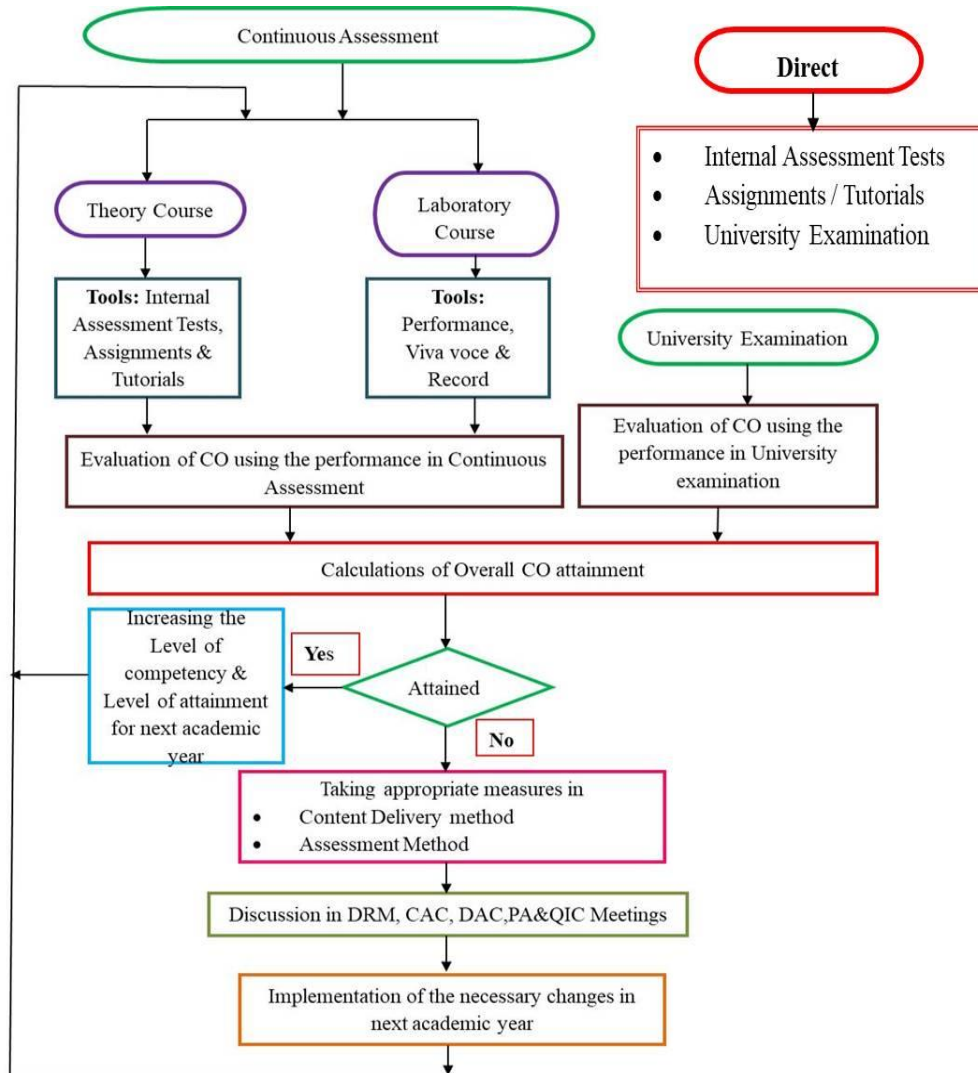 Continuous Assessment
Direct
• Internal Assessment Tests
• Assignments / Tutorials
• University Examination
Theory Course
Laboratory
Course
Tools: Internal
Assessment Tests,
Assignments &
Tutorials
Tools:
Performance,
Viva voce &
Record
University Examination
Evaluation of CO using the performance in Continuous
Assessment
Evaluation of CO using the
performance in University
examination
Calculations of Overall CO attainment
Increasing the
Level of
competency &
Level of attainment
for next academic
year
Yes
Attained
No
Taking appropriate measures in
• Content Delivery method
• Assessment Method
Discussion in DRM, CAC, DAC,PA&QIC Meetings
Implementation of the necessary changes in
next academic year